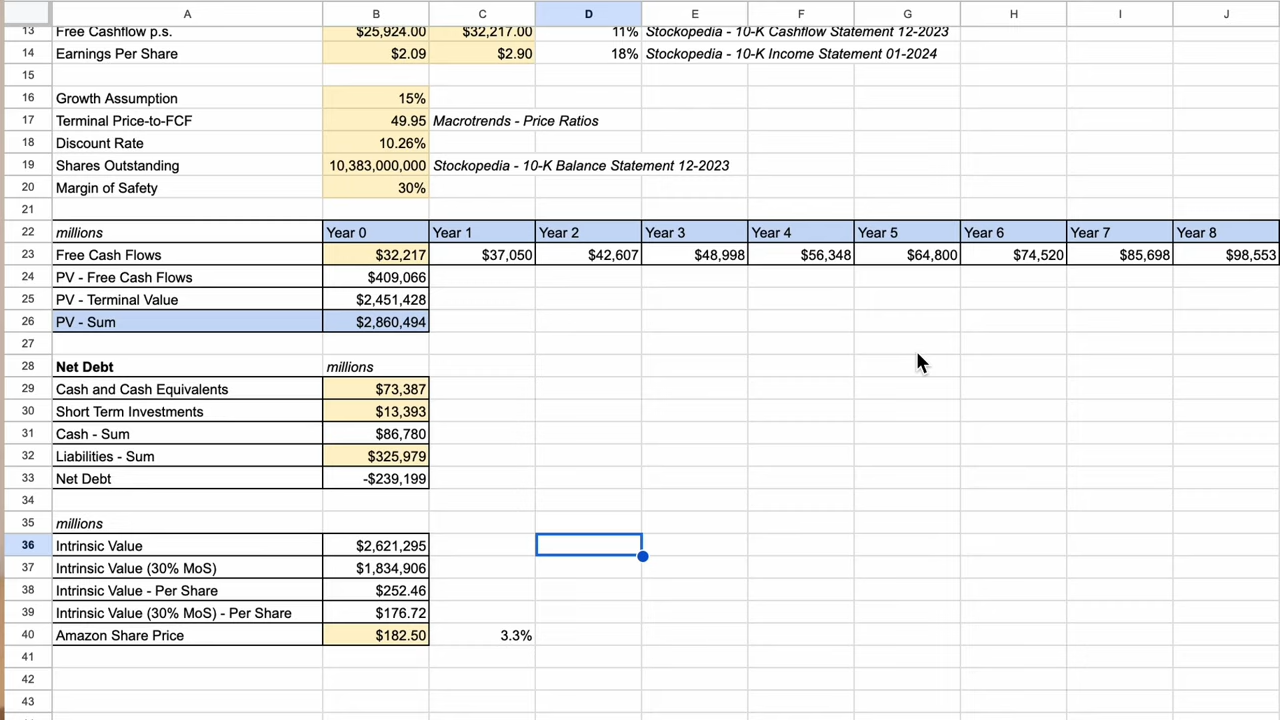 A B C D E F G H I J
13 Free Cashflow p.s. $25,924.00 $32,217.00 11% Stockopedia - 10-K Cashflow Statement 12-2023
14 Earnings Per Share $2.09 $2.90 18% Stockopedia - 10-K Income Statement 01-2024
15
16 Growth Assumption 15%
17 Terminal Price-to-FCF 49.95 Macrotrends - Price Ratios
18 Discount Rate 10.26%
19 Shares Outstanding 10,383,000,000 Stockopedia - 10-K Balance Statement 12-2023
20 Margin of Safety 30%
21
22 millions Year 0 Year 1 Year 2 Year 3 Year 4 Year 5 Year 6 Year 7 Year 8
23 Free Cash Flows $32,217 $37,050 $42,607 $48,998 $56,348 $64,800 $74,520 $85,698 $98,553
24 PV - Free Cash Flows $409,066
25 PV - Terminal Value $2,451,428
26 PV - Sum $2,860,494
27
28 Net Debt millions
29 Cash and Cash Equivalents $73,387
30 Short Term Investments $13,393
31 Cash - Sum $86,780
32 Liabilities - Sum $325,979
33 Net Debt -$239,199
34
35 millions
36 Intrinsic Value $2,621,295
37 Intrinsic Value (30% MoS) $1,834,906
38 Intrinsic Value - Per Share $252.46
39 Intrinsic Value (30% MoS) - Per Share $176.72
40 Amazon Share Price $182.50 3.3%
41
42
43